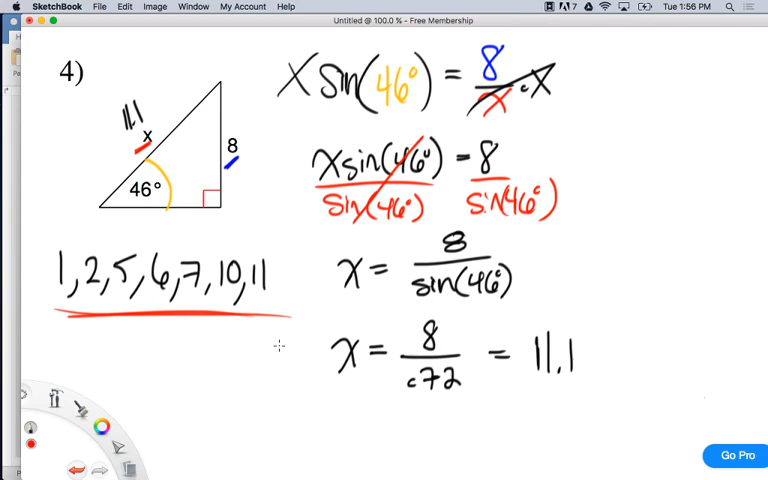 SketchBook File Edit Image Window My Account Help 7 Tue 1:56 PM
Untitled @ 100.0 % - Free Membership
4)
x sin(46°) = 8/x · x
11.1
x
8
46°
x sin(46°) = 8
sin(46°) sin(46°)
1, 2, 5, 6, 7, 10, 11
x = 8/sin(46°)
x = 8/.72 = 11.1
Go Pro